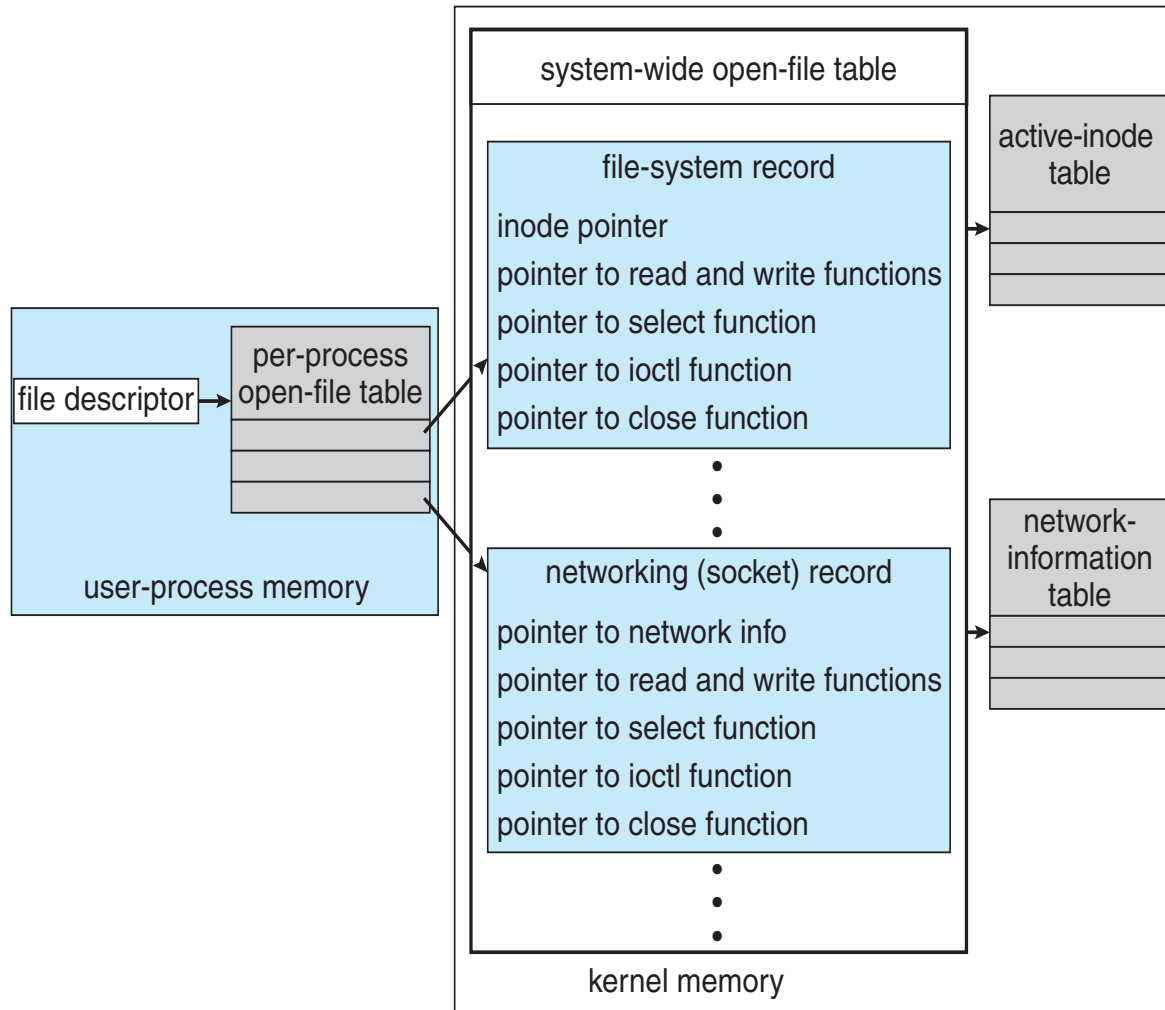 system-wide open-file table
file-system record
inode pointer
pointer to read and write functions
pointer to select function
pointer to ioctl function
pointer to close function
active-inode
table
file descriptor
per-process
open-file table
user-process memory
networking (socket) record
pointer to network info
pointer to read and write functions
pointer to select function
pointer to ioctl function
pointer to close function
network-
information
table
kernel memory